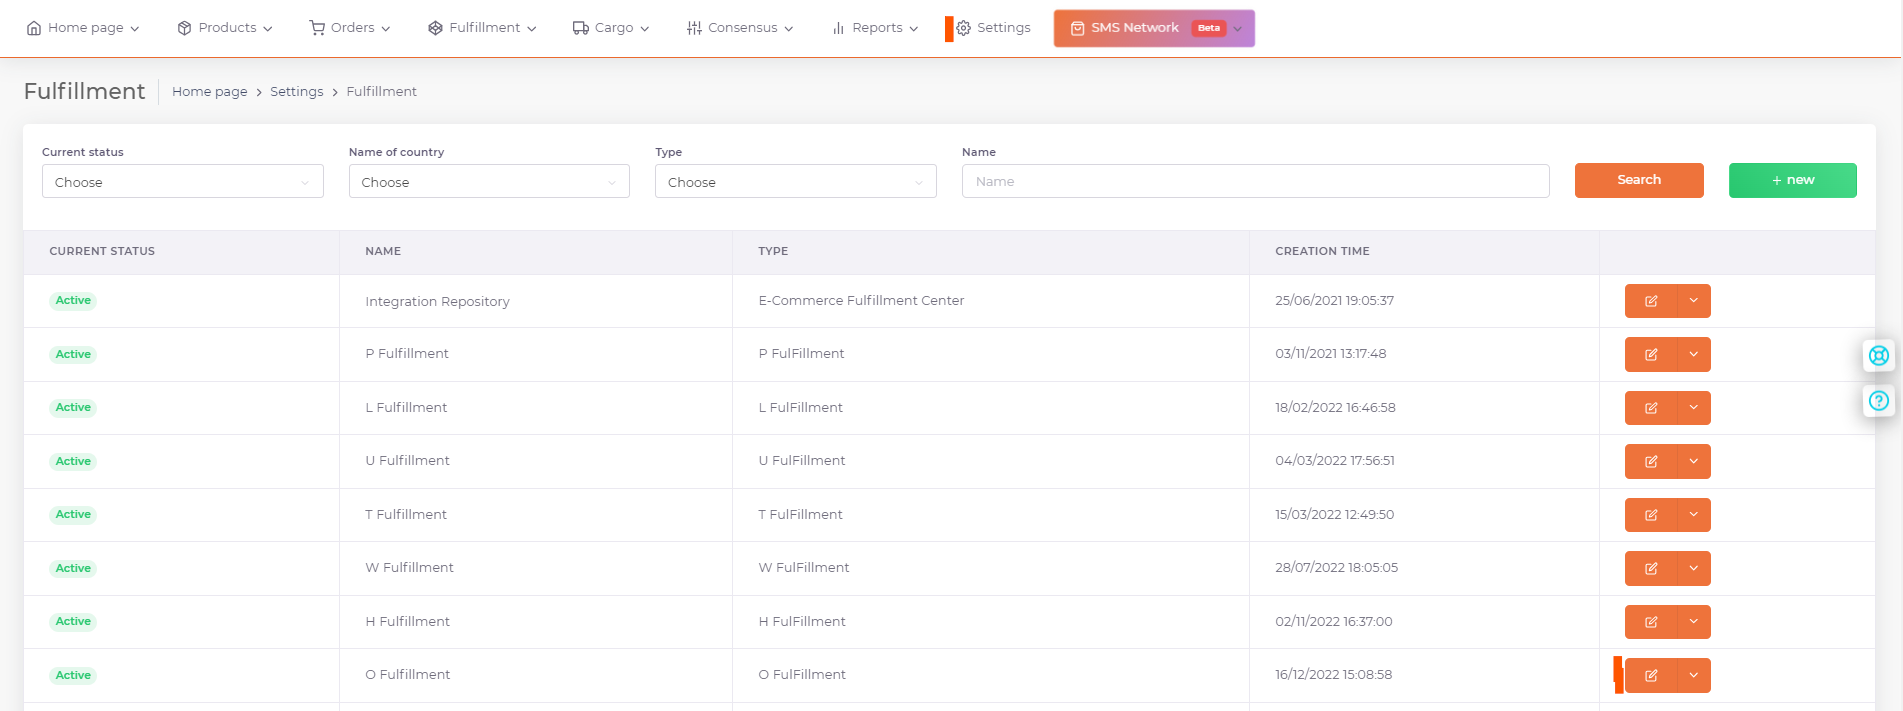 Home page Products Orders Fulfillment Cargo Consensus Reports Settings SMS Network Beta
Fulfillment Home page > Settings > Fulfillment
Current status Name of country Type Name
Choose Choose Choose Name Search + new
CURRENT STATUS NAME TYPE CREATION TIME
Active Integration Repository E-Commerce Fulfillment Center 25/06/2021 19:05:37
Active P Fulfillment P FulFillment 03/11/2021 13:17:48
Active L Fulfillment L FulFillment 18/02/2022 16:46:58
Active U Fulfillment U FulFillment 04/03/2022 17:56:51
Active T Fulfillment T FulFillment 15/03/2022 12:49:50
Active W Fulfillment W FulFillment 28/07/2022 18:05:05
Active H Fulfillment H FulFillment 02/11/2022 16:37:00
Active O Fulfillment O FulFillment 16/12/2022 15:08:58